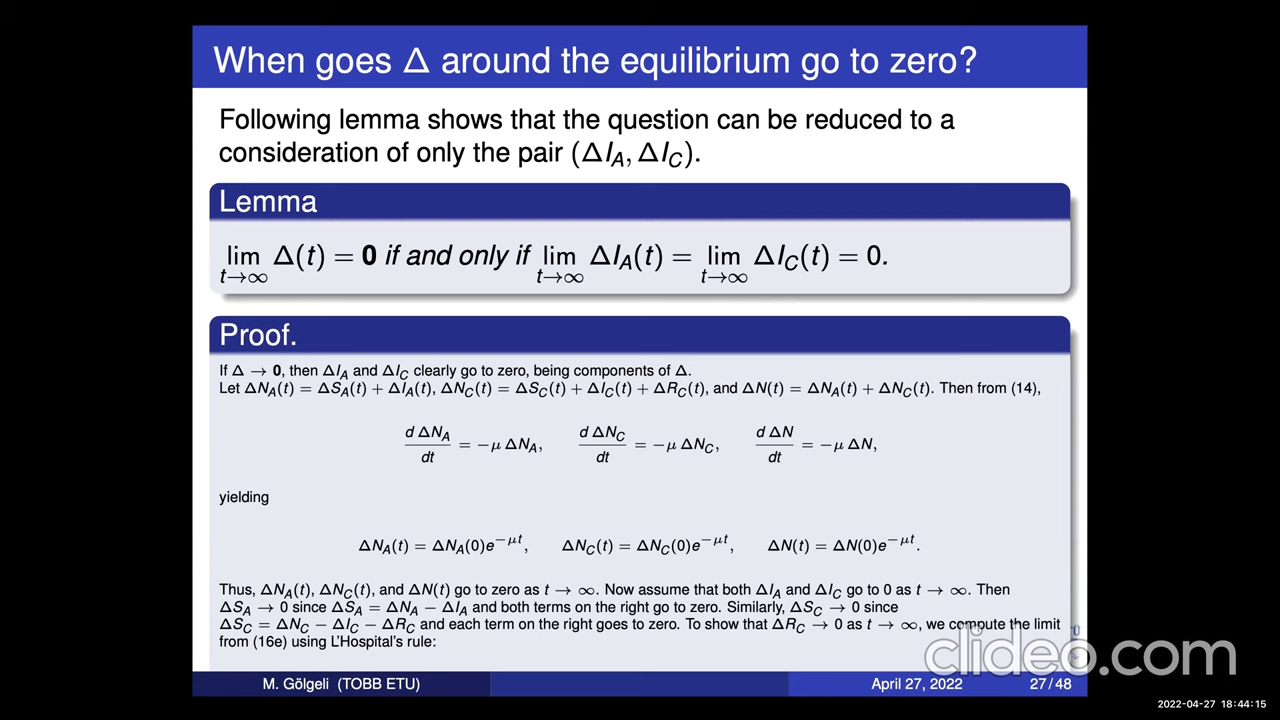 When goes Δ around the equilibrium go to zero?
Following lemma shows that the question can be reduced to a
consideration of only the pair (ΔI_A, ΔI_C).
Lemma
lim_{t→∞} Δ(t) = 0 if and only if lim_{t→∞} ΔI_A(t) = lim_{t→∞} ΔI_C(t) = 0.
Proof.
If Δ → 0, then ΔI_A and ΔI_C clearly go to zero, being components of Δ.
Let ΔN_A(t) = ΔS_A(t) + ΔI_A(t), ΔN_C(t) = ΔS_C(t) + ΔI_C(t) + ΔR_C(t), and ΔN(t) = ΔN_A(t) + ΔN_C(t). Then from (14),
d ΔN_A/dt = −μ ΔN_A, d ΔN_C/dt = −μ ΔN_C, d ΔN/dt = −μ ΔN,
yielding
ΔN_A(t) = ΔN_A(0)e^{−μt}, ΔN_C(t) = ΔN_C(0)e^{−μt}, ΔN(t) = ΔN(0)e^{−μt}.
Thus, ΔN_A(t), ΔN_C(t), and ΔN(t) go to zero as t → ∞. Now assume that both ΔI_A and ΔI_C go to 0 as t → ∞. Then
ΔS_A → 0 since ΔS_A = ΔN_A − ΔI_A and both terms on the right go to zero. Similarly, ΔS_C → 0 since
ΔS_C = ΔN_C − ΔI_C − ΔR_C and each term on the right goes to zero. To show that ΔR_C → 0 as t → ∞, we compute the limit
from (16e) using L'Hospital's rule:
clideo.com
M. Gölgeli (TOBB ETU) April 27, 2022 27 / 48
2022-04-27 18:44:15